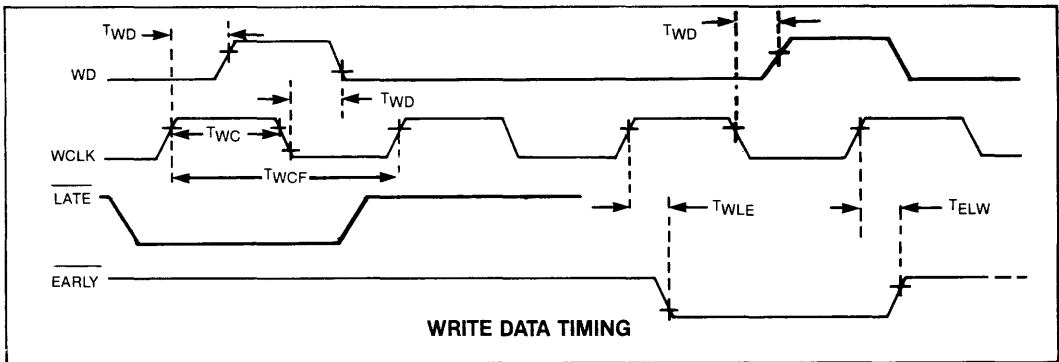 TWD
TWD
WD
TWD
TWC
WCLK
TWCF
LATE
TWLE
TELW
EARLY
WRITE DATA TIMING